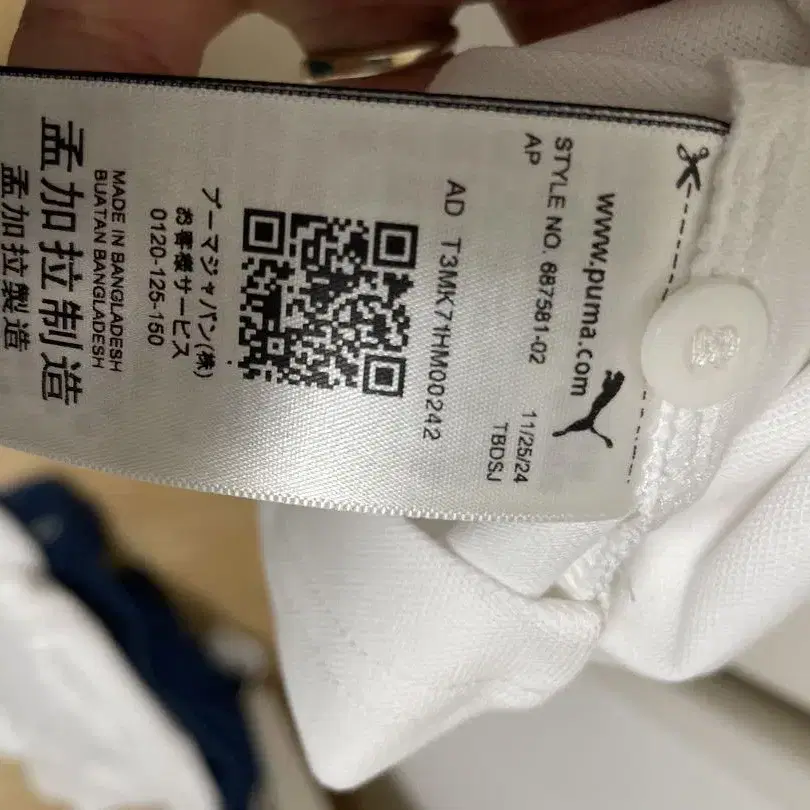 www.puma.com
STYLE NO. 687581-02 11/25/24
AP TBDSJ
AD T3MK71HM00242
プーマジャパン(株)
お客様サービス
0120-125-150
MADE IN BANGLADESH
BUATAN BANGLADESH
孟加拉制造
孟加拉製造